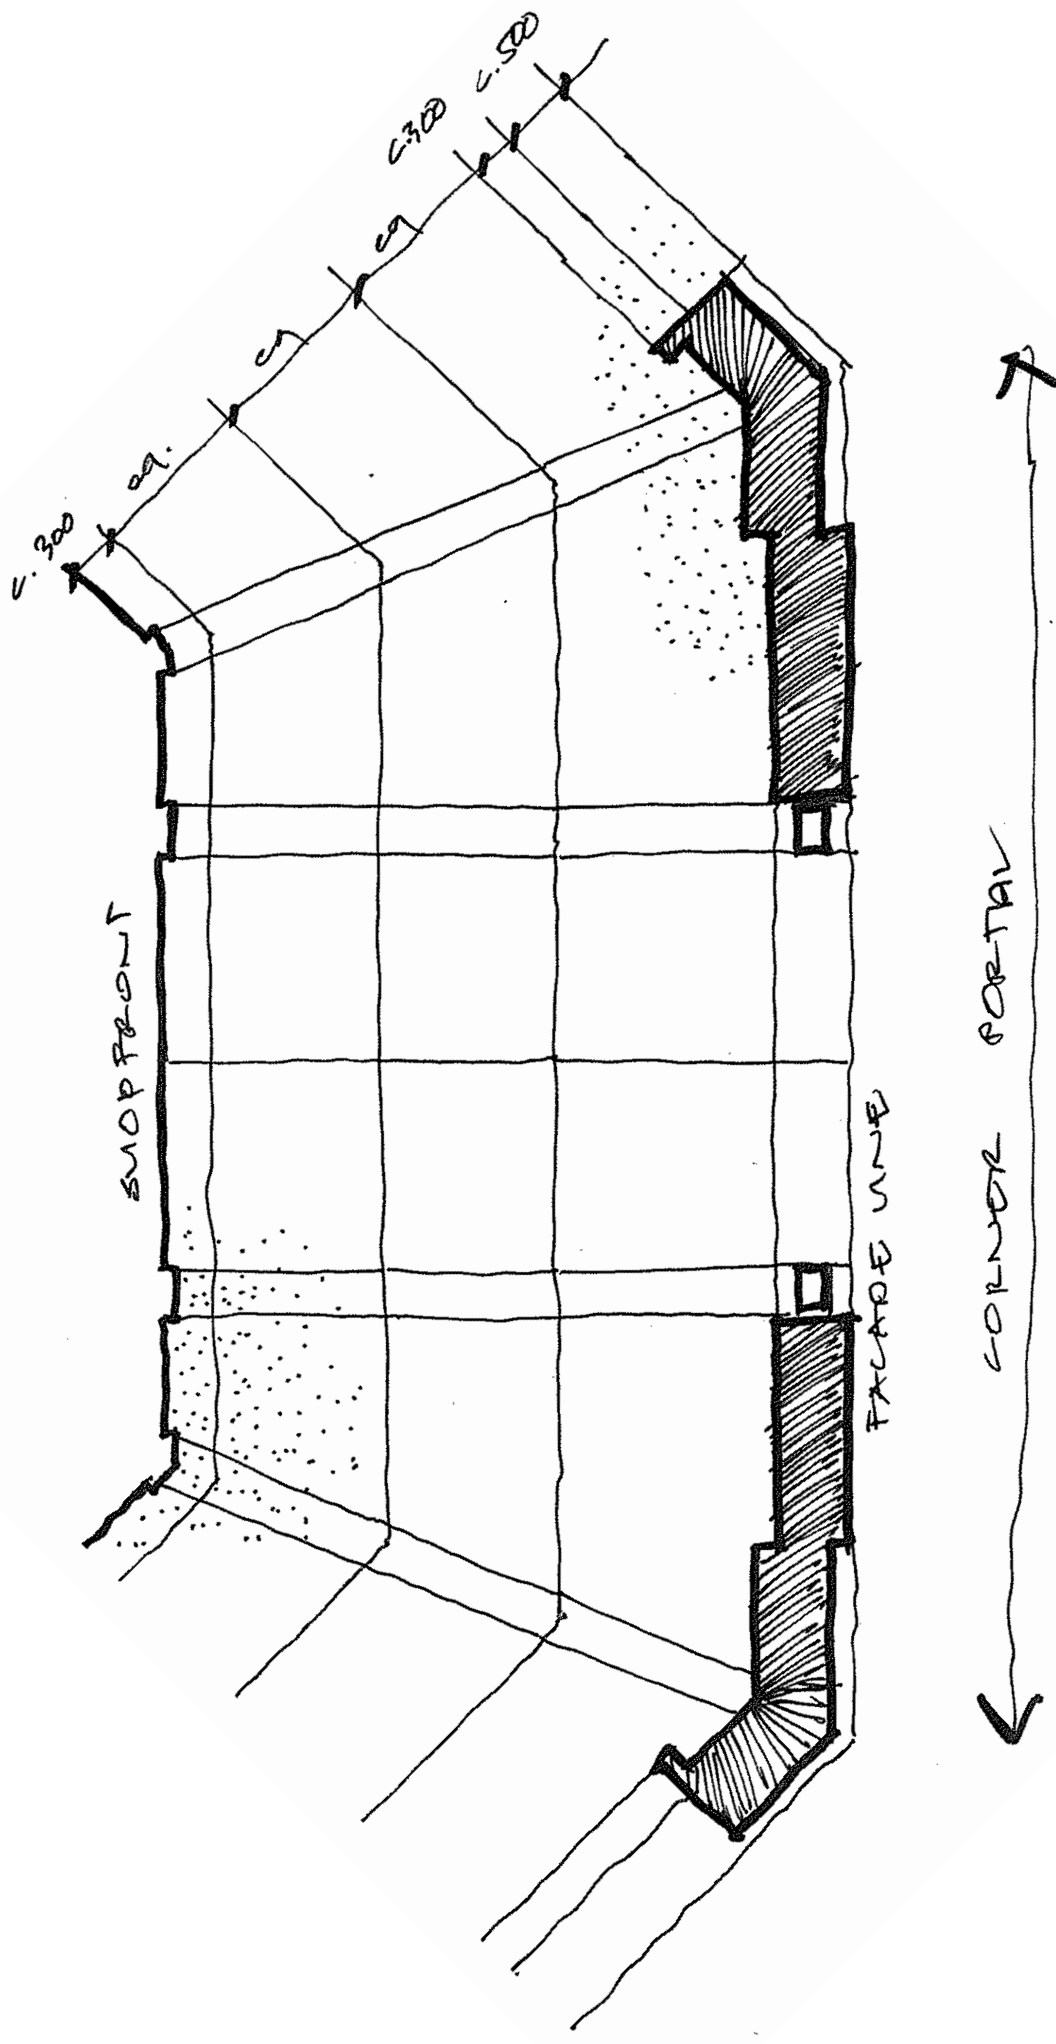 c.500
c.300
eq
eq
eq.
c. 300
SHOPFRONT
FACADE LINE
CORNER PORTAL